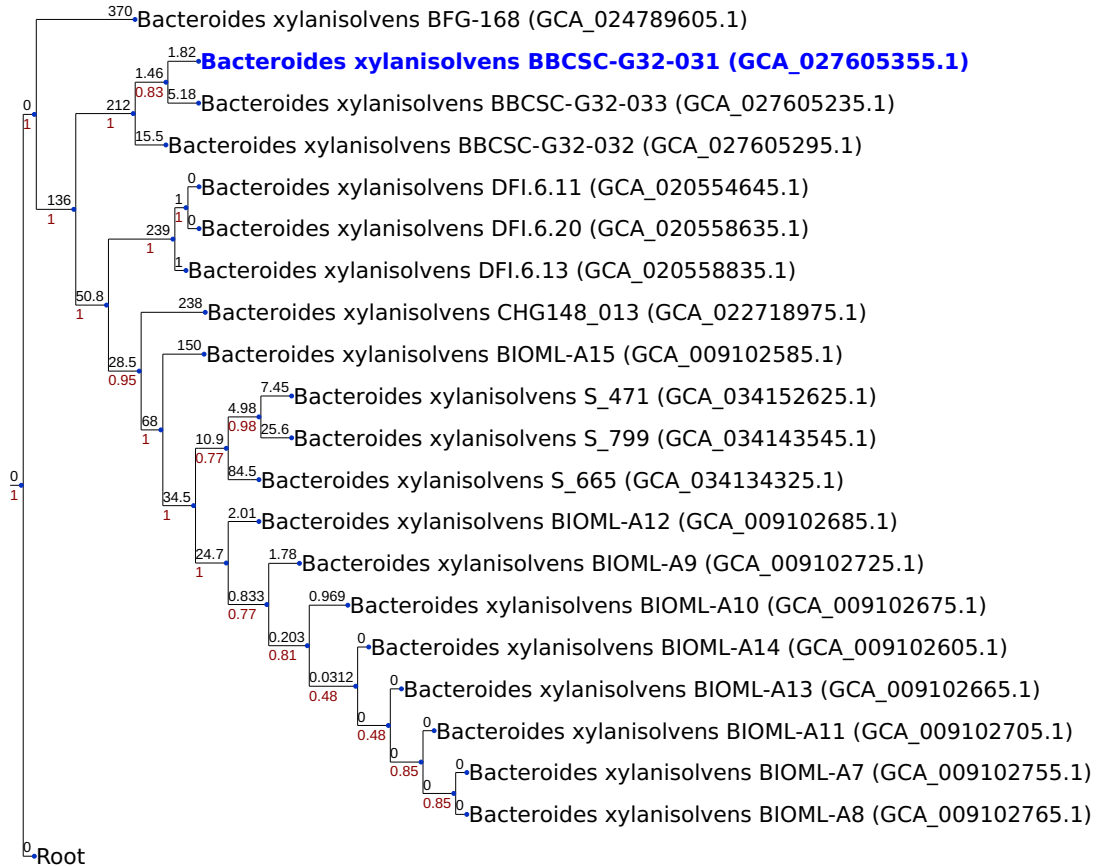 370 Bacteroides xylanisolvens BFG-168 (GCA_024789605.1)
1.82 Bacteroides xylanisolvens BBCSC-G32-031 (GCA_027605355.1)
1.46
0.83
5.18 Bacteroides xylanisolvens BBCSC-G32-033 (GCA_027605235.1)
0
1
212
1
15.5 Bacteroides xylanisolvens BBCSC-G32-032 (GCA_027605295.1)
0 Bacteroides xylanisolvens DFI.6.11 (GCA_020554645.1)
136
1
1
1
0 Bacteroides xylanisolvens DFI.6.20 (GCA_020558635.1)
239
1
1 Bacteroides xylanisolvens DFI.6.13 (GCA_020558835.1)
50.8
1
238 Bacteroides xylanisolvens CHG148_013 (GCA_022718975.1)
150 Bacteroides xylanisolvens BIOML-A15 (GCA_009102585.1)
28.5
0.95
7.45 Bacteroides xylanisolvens S_471 (GCA_034152625.1)
4.98
0.98
68
1
25.6 Bacteroides xylanisolvens S_799 (GCA_034143545.1)
10.9
0.77
84.5 Bacteroides xylanisolvens S_665 (GCA_034134325.1)
0
1
34.5
1
2.01 Bacteroides xylanisolvens BIOML-A12 (GCA_009102685.1)
24.7
1
1.78 Bacteroides xylanisolvens BIOML-A9 (GCA_009102725.1)
0.833
0.77
0.969 Bacteroides xylanisolvens BIOML-A10 (GCA_009102675.1)
0.203
0.81
0 Bacteroides xylanisolvens BIOML-A14 (GCA_009102605.1)
0.0312
0.48
0 Bacteroides xylanisolvens BIOML-A13 (GCA_009102665.1)
0
0.48
0 Bacteroides xylanisolvens BIOML-A11 (GCA_009102705.1)
0
0.85
0 Bacteroides xylanisolvens BIOML-A7 (GCA_009102755.1)
0
0.85
0 Bacteroides xylanisolvens BIOML-A8 (GCA_009102765.1)
0 Root